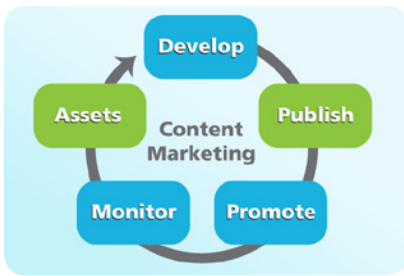 Develop
Assets
Publish
Content
Marketing
Monitor
Promote